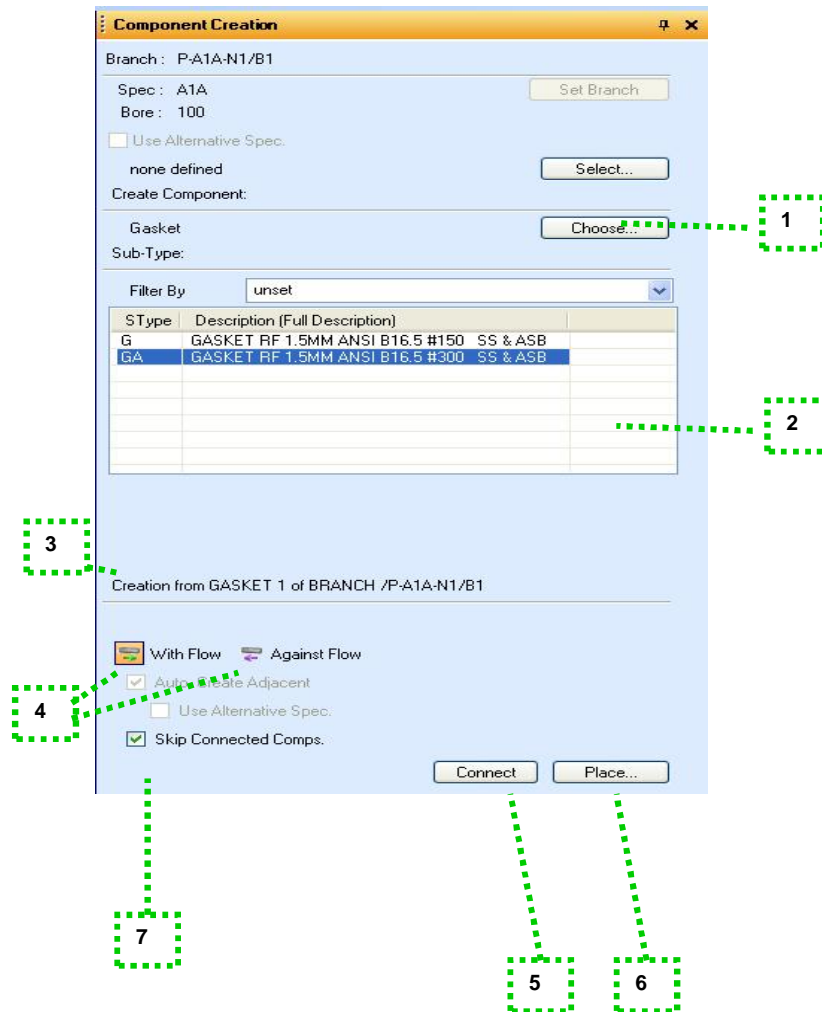 Component Creation
Branch : P-A1A-N1/B1
Spec : A1A Set Branch
Bore : 100
Use Alternative Spec.
none defined Select...
Create Component:
Gasket Choose... 1
Sub-Type:
Filter By unset
SType Description (Full Description)
G GASKET RF 1.5MM ANSI B16.5 #150 SS & ASB
GA GASKET RF 1.5MM ANSI B16.5 #300 SS & ASB
2
3
Creation from GASKET 1 of BRANCH /P-A1A-N1/B1
With Flow Against Flow
Auto-Create Adjacent
4 Use Alternative Spec.
Skip Connected Comps.
Connect Place...
7
5 6